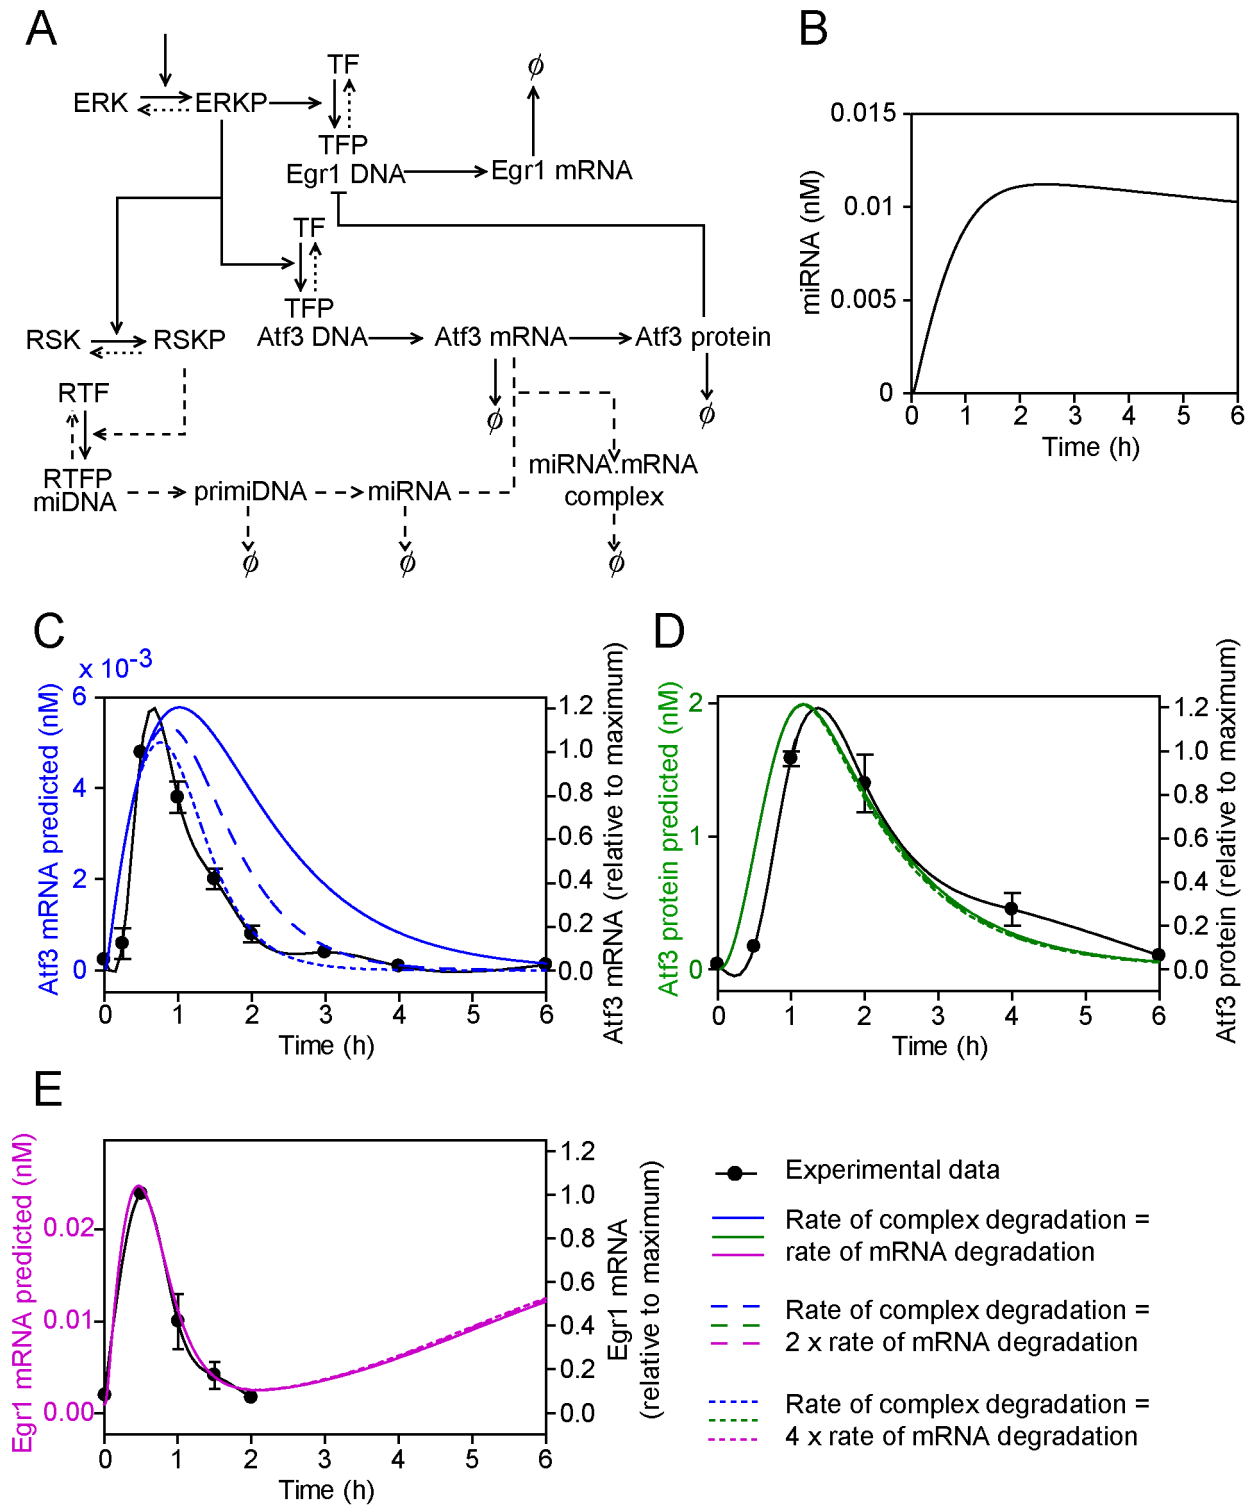 A
TF
ϕ
ERK
ERKP
TFP
Egr1 DNA
Egr1 mRNA
TF
TFP
RSK
RSKP
Atf3 DNA
Atf3 mRNA
Atf3 protein
RTF
ϕ
ϕ
RTFP
miDNA
primiDNA
miRNA
miRNA.mRNA
complex
ϕ
ϕ
ϕ
B
miRNA (nM)
0.015
0.01
0.005
0
0 1 2 3 4 5 6
Time (h)
C
x 10-3
Atf3 mRNA predicted (nM)
6
4
2
0
1.2
1.0
0.8
0.6
0.4
0.2
0.0
Atf3 mRNA (relative to maximum)
0 1 2 3 4 6
Time (h)
D
Atf3 protein predicted (nM)
2
1
0
1.2
1.0
0.8
0.6
0.4
0.2
0.0
Atf3 protein (relative to maximum)
0 1 2 3 4 5 6
Time (h)
E
Egr1 mRNA predicted (nM)
0.02
0.01
0.00
1.2
1.0
0.8
0.6
0.4
0.2
0.0
Egr1 mRNA
(relative to maximum)
0 1 2 3 4 5 6
Time (h)
Experimental data
Rate of complex degradation =
rate of mRNA degradation
Rate of complex degradation =
2 x rate of mRNA degradation
Rate of complex degradation =
4 x rate of mRNA degradation